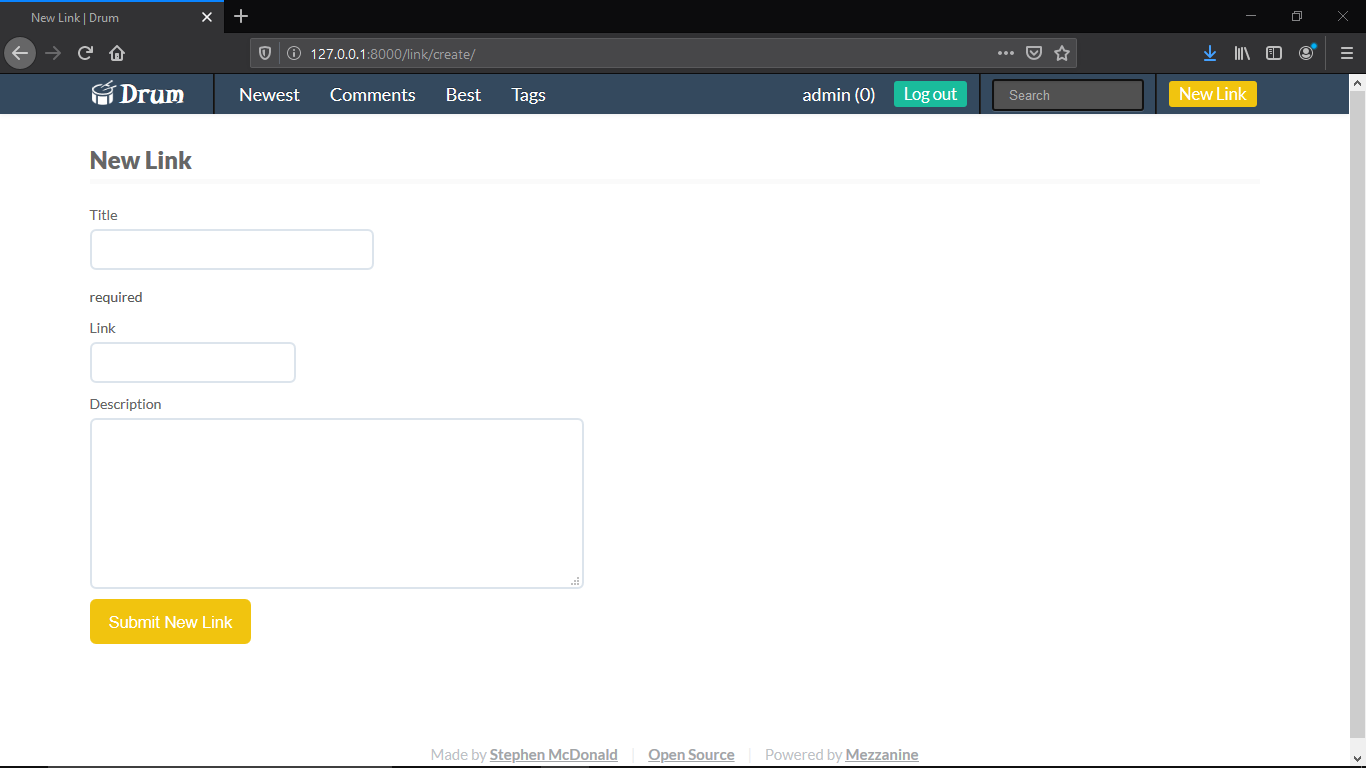 New Link | Drum
127.0.0.1:8000/link/create/
Drum Newest Comments Best Tags admin (0) Log out Search New Link
New Link
Title
required
Link
Description
Submit New Link
Made by Stephen McDonald | Open Source | Powered by Mezzanine